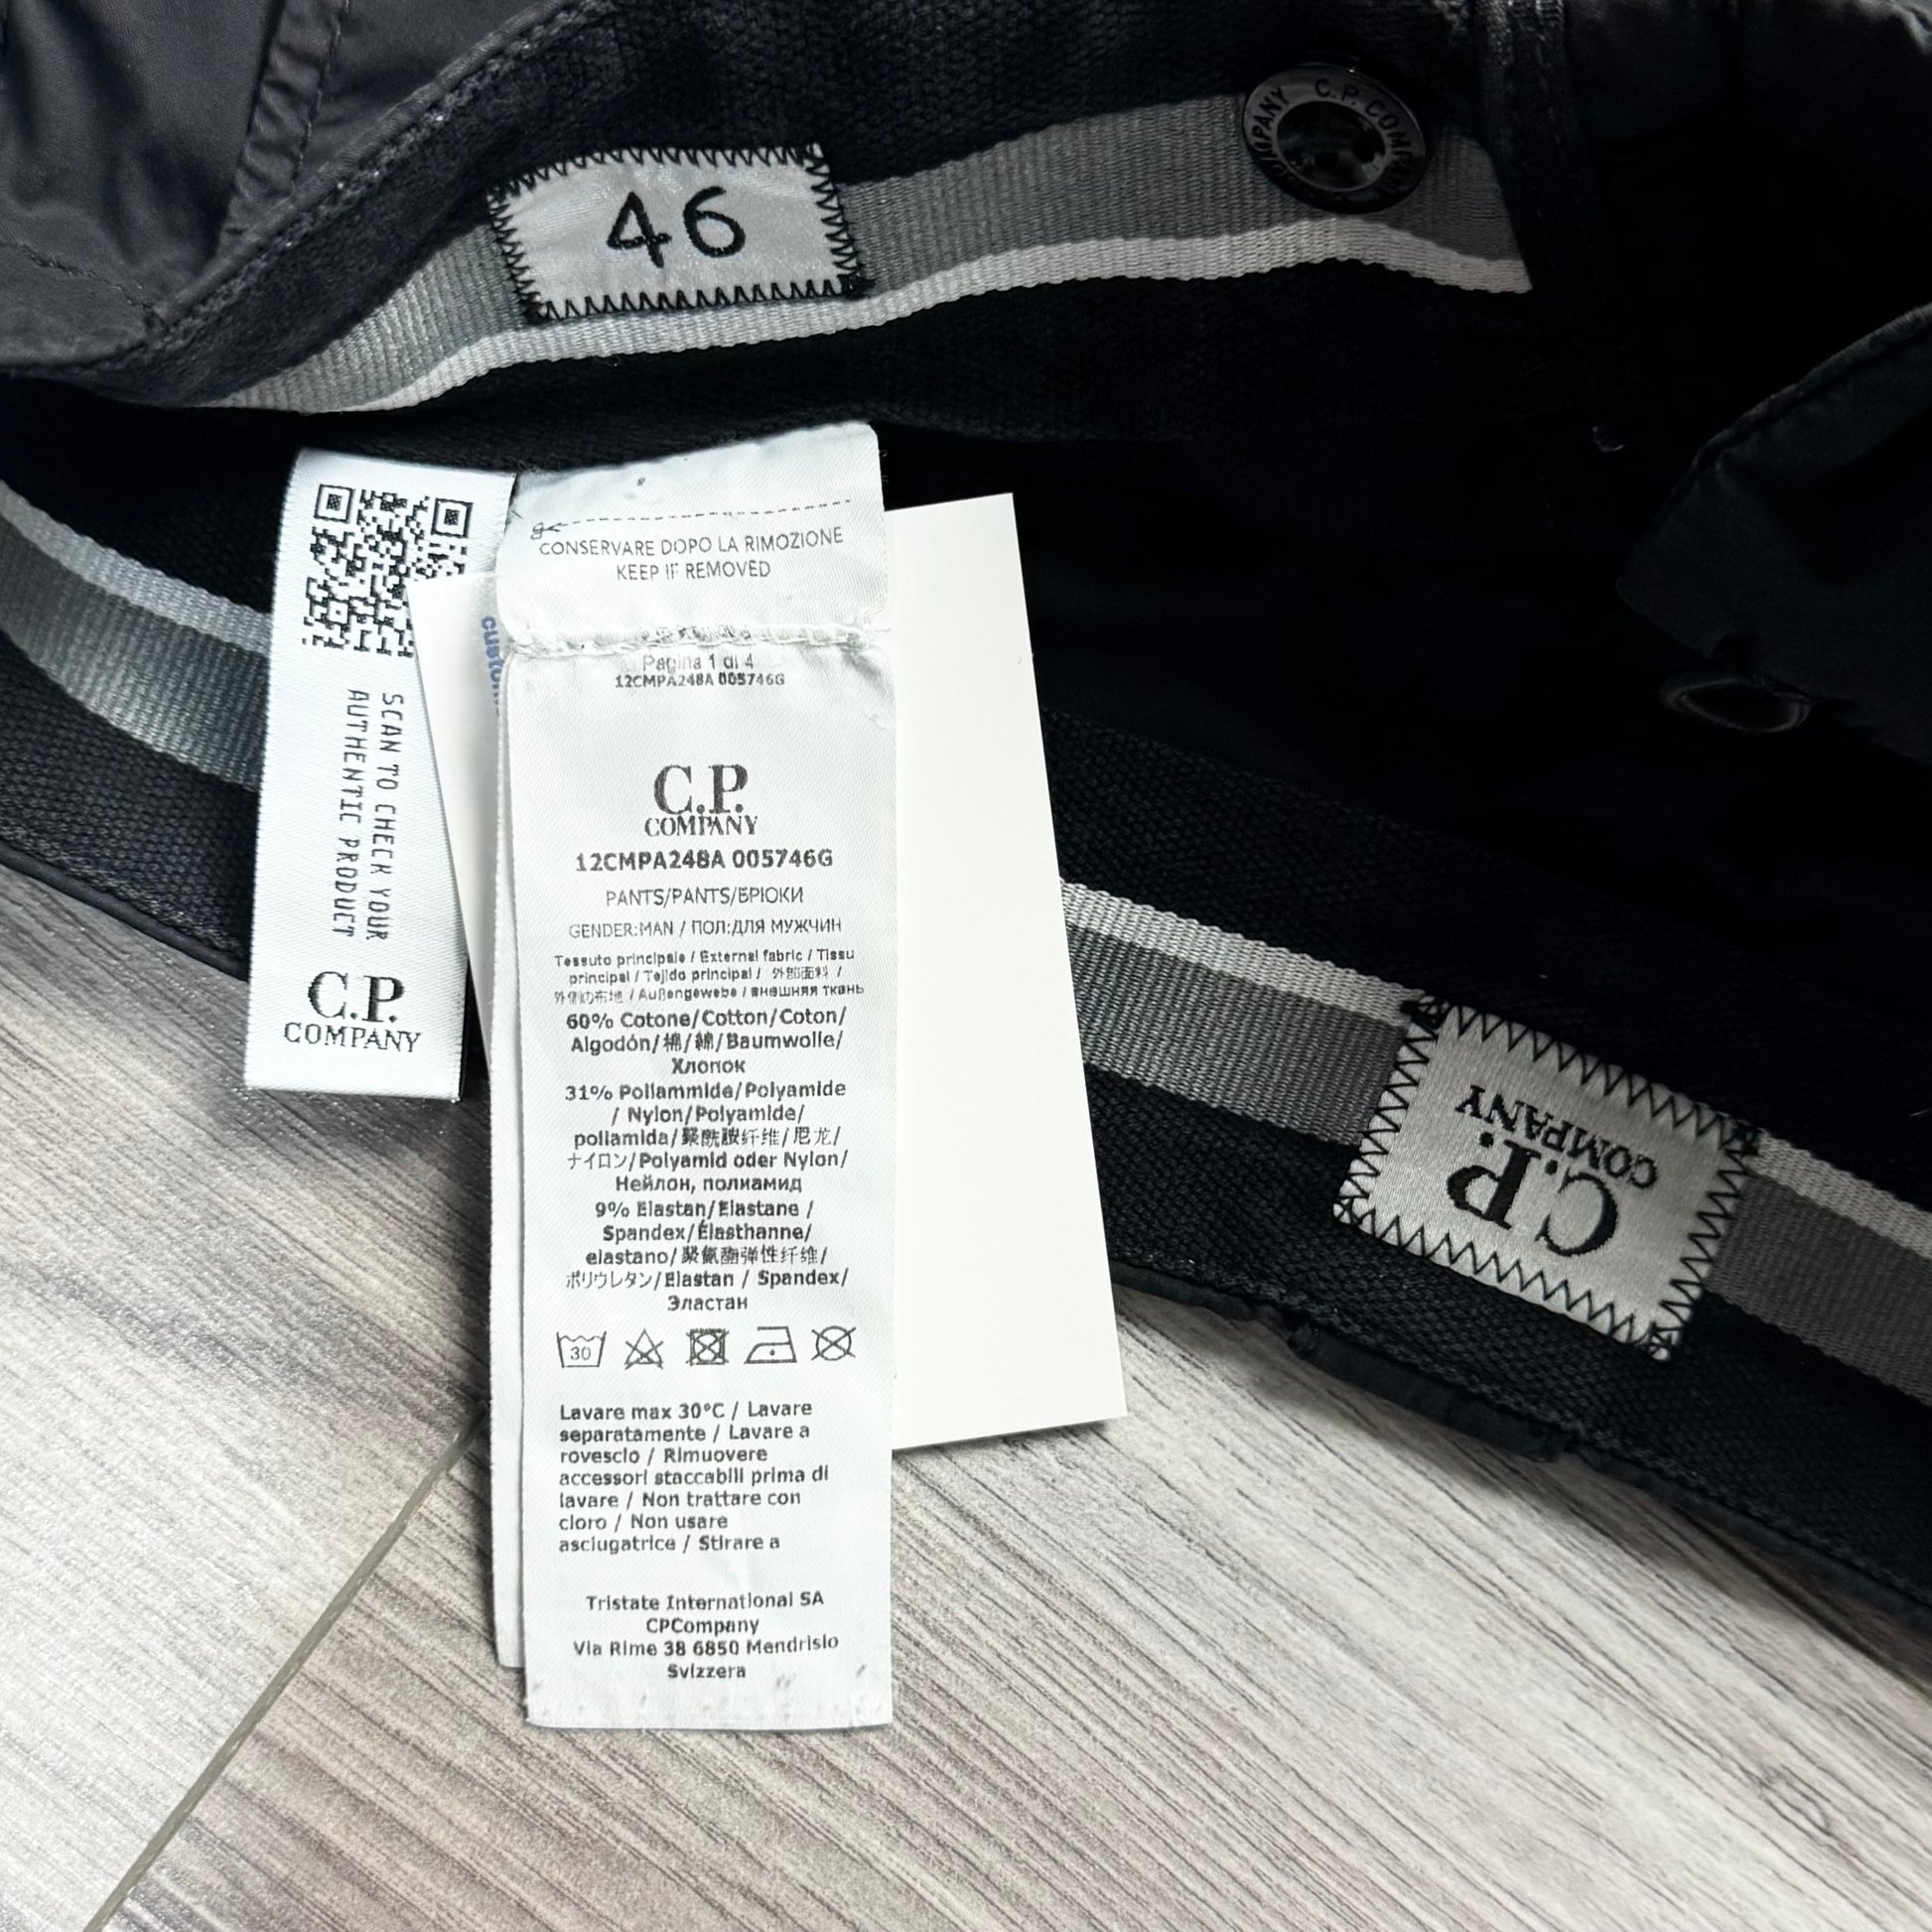 46
C.P. COMPANY
COMPANY
SCAN TO CHECK YOUR
AUTHENTIC PRODUCT
C.P.
COMPANY
CONSERVARE DOPO LA RIMOZIONE
KEEP IF REMOVED
Pagina 1 di 4
12CMPA248A 005746G
C.P.
COMPANY
12CMPA248A 005746G
PANTS/PANTS/БРЮКИ
GENDER:MAN / ПОЛ:ДЛЯ МУЖЧИН
Tessuto principale / External fabric / Tissu
principal / Tejido principal / 外部面料 /
外側の布地 / Außengewebe / внешняя ткань
60% Cotone/Cotton/Coton/
Algodón/棉/綿/Baumwolle/
Хлопок
31% Poliammide/Polyamide
/ Nylon/Polyamide/
poliamida/聚酰胺纤维/尼龙/
ナイロン/Polyamid oder Nylon/
Нейлон, полиамид
9% Elastan/Elastane /
Spandex/Élasthanne/
elastano/聚氨酯弹性纤维/
ポリウレタン/Elastan / Spandex/
Эластан
30
Lavare max 30°C / Lavare
separatamente / Lavare a
rovescio / Rimuovere
accessori staccabili prima di
lavare / Non trattare con
cloro / Non usare
asciugatrice / Stirare a
Tristate International SA
CPCompany
Via Rime 38 6850 Mendrisio
Svizzera
C.P.
COMPANY